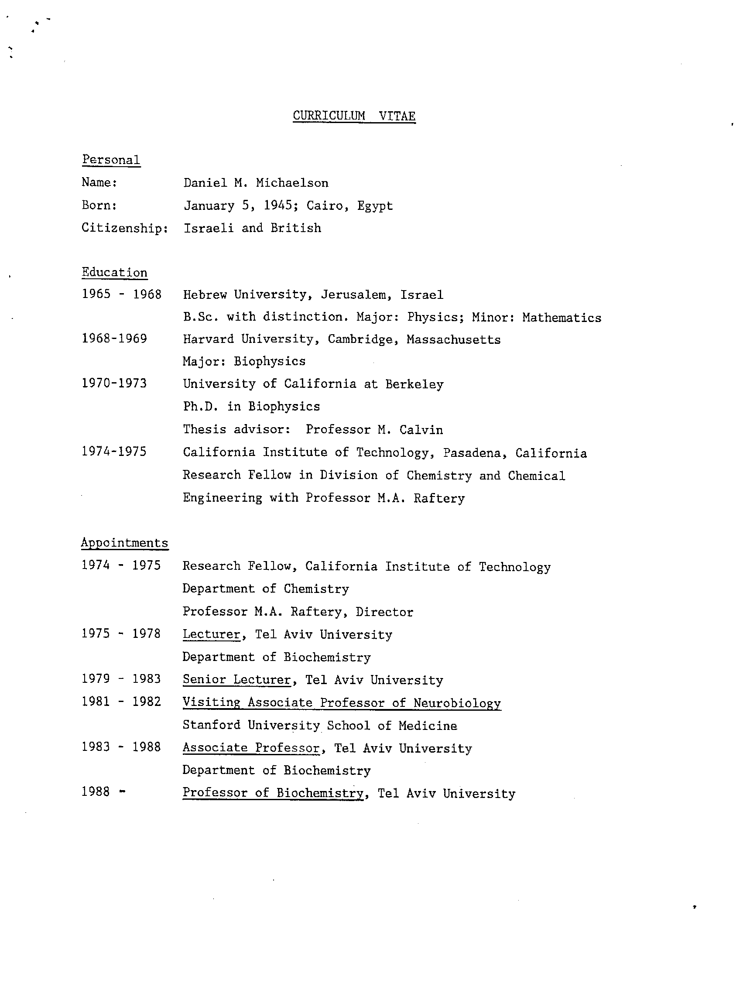 CURRICULUM VITAE
Personal
Name: Daniel M. Michaelson
Born: January 5, 1945; Cairo, Egypt
Citizenship: Israeli and British
Education
1965 - 1968 Hebrew University, Jerusalem, Israel
B.Sc. with distinction. Major: Physics; Minor: Mathematics
1968-1969 Harvard University, Cambridge, Massachusetts
Major: Biophysics
1970-1973 University of California at Berkeley
Ph.D. in Biophysics
Thesis advisor: Professor M. Calvin
1974-1975 California Institute of Technology, Pasadena, California
Research Fellow in Division of Chemistry and Chemical
Engineering with Professor M.A. Raftery
Appointments
1974 - 1975 Research Fellow, California Institute of Technology
Department of Chemistry
Professor M.A. Raftery, Director
1975 - 1978 Lecturer, Tel Aviv University
Department of Biochemistry
1979 - 1983 Senior Lecturer, Tel Aviv University
1981 - 1982 Visiting Associate Professor of Neurobiology
Stanford University School of Medicine
1983 - 1988 Associate Professor, Tel Aviv University
Department of Biochemistry
1988 - Professor of Biochemistry, Tel Aviv University